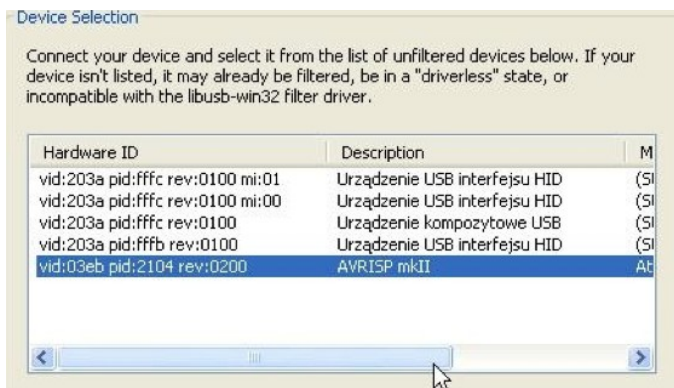 Device Selection
Connect your device and select it from the list of unfiltered devices below. If your
device isn't listed, it may already be filtered, be in a "driverless" state, or
incompatible with the libusb-win32 filter driver.
Hardware ID Description M
vid:203a pid:fffc rev:0100 mi:01 Urządzenie USB interfejsu HID (S
vid:203a pid:fffc rev:0100 mi:00 Urządzenie USB interfejsu HID (S
vid:203a pid:fffc rev:0100 Urządzenie kompozytowe USB (S
vid:203a pid:fffb rev:0100 Urządzenie USB interfejsu HID (S
vid:03eb pid:2104 rev:0200 AVRISP mkII At